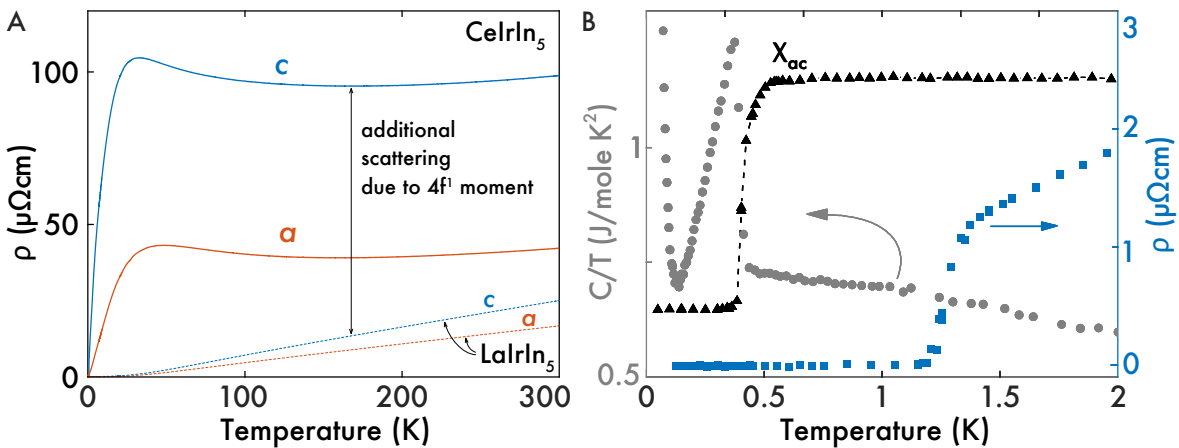 A
CeIrIn5
ρ (μΩcm)
100
50
0
c
additional
scattering
due to 4f¹ moment
a
c
a
LaIrIn5
0
100
200
300
Temperature (K)
B
Xac
C/T (J/mole K²)
1
0.5
3
2
1
0
ρ (μΩcm)
0
0.5
1
1.5
2
Temperature (K)